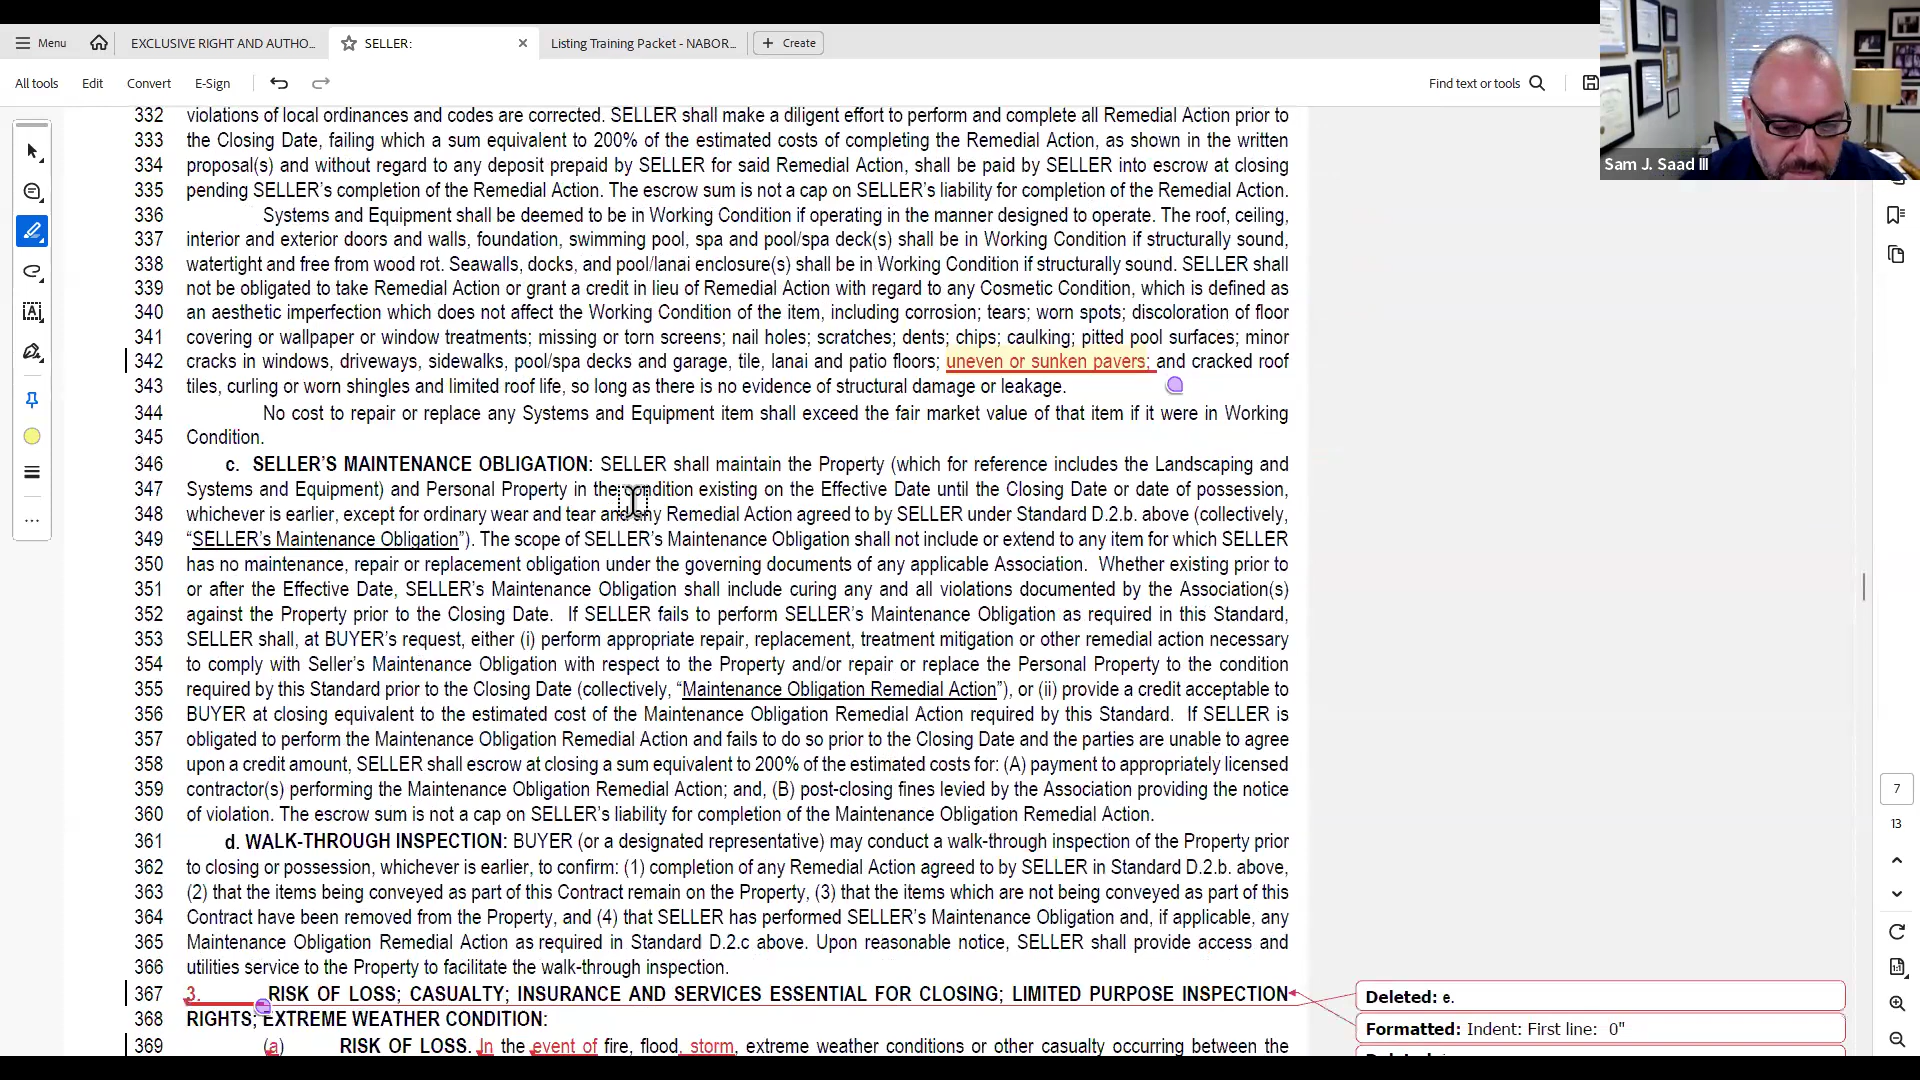 Menu
EXCLUSIVE RIGHT AND AUTHO...
SELLER:
Listing Training Packet - NABOR...
Create
All tools
Edit
Convert
E-Sign
Find text or tools
Sam J. Saad III
332 violations of local ordinances and codes are corrected. SELLER shall make a diligent effort to perform and complete all Remedial Action prior to
333 the Closing Date, failing which a sum equivalent to 200% of the estimated costs of completing the Remedial Action, as shown in the written
334 proposal(s) and without regard to any deposit prepaid by SELLER for said Remedial Action, shall be paid by SELLER into escrow at closing
335 pending SELLER'S completion of the Remedial Action. The escrow sum is not a cap on SELLER'S liability for completion of the Remedial Action.
336 Systems and Equipment shall be deemed to be in Working Condition if operating in the manner designed to operate. The roof, ceiling,
337 interior and exterior doors and walls, foundation, swimming pool, spa and pool/spa deck(s) shall be in Working Condition if structurally sound,
338 watertight and free from wood rot. Seawalls, docks, and pool/lanai enclosure(s) shall be in Working Condition if structurally sound. SELLER shall
339 not be obligated to take Remedial Action or grant a credit in lieu of Remedial Action with regard to any Cosmetic Condition, which is defined as
340 an aesthetic imperfection which does not affect the Working Condition of the item, including corrosion; tears; worn spots; discoloration of floor
341 covering or wallpaper or window treatments; missing or torn screens; nail holes; scratches; dents; chips; caulking; pitted pool surfaces; minor
342 cracks in windows, driveways, sidewalks, pool/spa decks and garage, tile, lanai and patio floors; uneven or sunken pavers; and cracked roof
343 tiles, curling or worn shingles and limited roof life, so long as there is no evidence of structural damage or leakage.
344 No cost to repair or replace any Systems and Equipment item shall exceed the fair market value of that item if it were in Working
345 Condition.
346 c. SELLER'S MAINTENANCE OBLIGATION: SELLER shall maintain the Property (which for reference includes the Landscaping and
347 Systems and Equipment) and Personal Property in the condition existing on the Effective Date until the Closing Date or date of possession,
348 whichever is earlier, except for ordinary wear and tear and any Remedial Action agreed to by SELLER under Standard D.2.b. above (collectively,
349 “SELLER's Maintenance Obligation”). The scope of SELLER's Maintenance Obligation shall not include or extend to any item for which SELLER
350 has no maintenance, repair or replacement obligation under the governing documents of any applicable Association. Whether existing prior to
351 or after the Effective Date, SELLER's Maintenance Obligation shall include curing any and all violations documented by the Association(s)
352 against the Property prior to the Closing Date. If SELLER fails to perform SELLER's Maintenance Obligation as required in this Standard,
353 SELLER shall, at BUYER's request, either (i) perform appropriate repair, replacement, treatment mitigation or other remedial action necessary
354 to comply with Seller's Maintenance Obligation with respect to the Property and/or repair or replace the Personal Property to the condition
355 required by this Standard prior to the Closing Date (collectively, “Maintenance Obligation Remedial Action”), or (ii) provide a credit acceptable to
356 BUYER at closing equivalent to the estimated cost of the Maintenance Obligation Remedial Action required by this Standard. If SELLER is
357 obligated to perform the Maintenance Obligation Remedial Action and fails to do so prior to the Closing Date and the parties are unable to agree
358 upon a credit amount, SELLER shall escrow at closing a sum equivalent to 200% of the estimated costs for: (A) payment to appropriately licensed
359 contractor(s) performing the Maintenance Obligation Remedial Action; and, (B) post-closing fines levied by the Association providing the notice
360 of violation. The escrow sum is not a cap on SELLER's liability for completion of the Maintenance Obligation Remedial Action.
361 d. WALK-THROUGH INSPECTION: BUYER (or a designated representative) may conduct a walk-through inspection of the Property prior
362 to closing or possession, whichever is earlier, to confirm: (1) completion of any Remedial Action agreed to by SELLER in Standard D.2.b. above,
363 (2) that the items being conveyed as part of this Contract remain on the Property, (3) that the items which are not being conveyed as part of this
364 Contract have been removed from the Property, and (4) that SELLER has performed SELLER's Maintenance Obligation and, if applicable, any
365 Maintenance Obligation Remedial Action as required in Standard D.2.c above. Upon reasonable notice, SELLER shall provide access and
366 utilities service to the Property to facilitate the walk-through inspection.
367 3. RISK OF LOSS; CASUALTY; INSURANCE AND SERVICES ESSENTIAL FOR CLOSING; LIMITED PURPOSE INSPECTION
368 RIGHTS; EXTREME WEATHER CONDITION:
369 (a) RISK OF LOSS. In the event of fire, flood, storm, extreme weather conditions or other casualty occurring between the
Deleted: e.
Formatted: Indent: First line: 0"
7
13